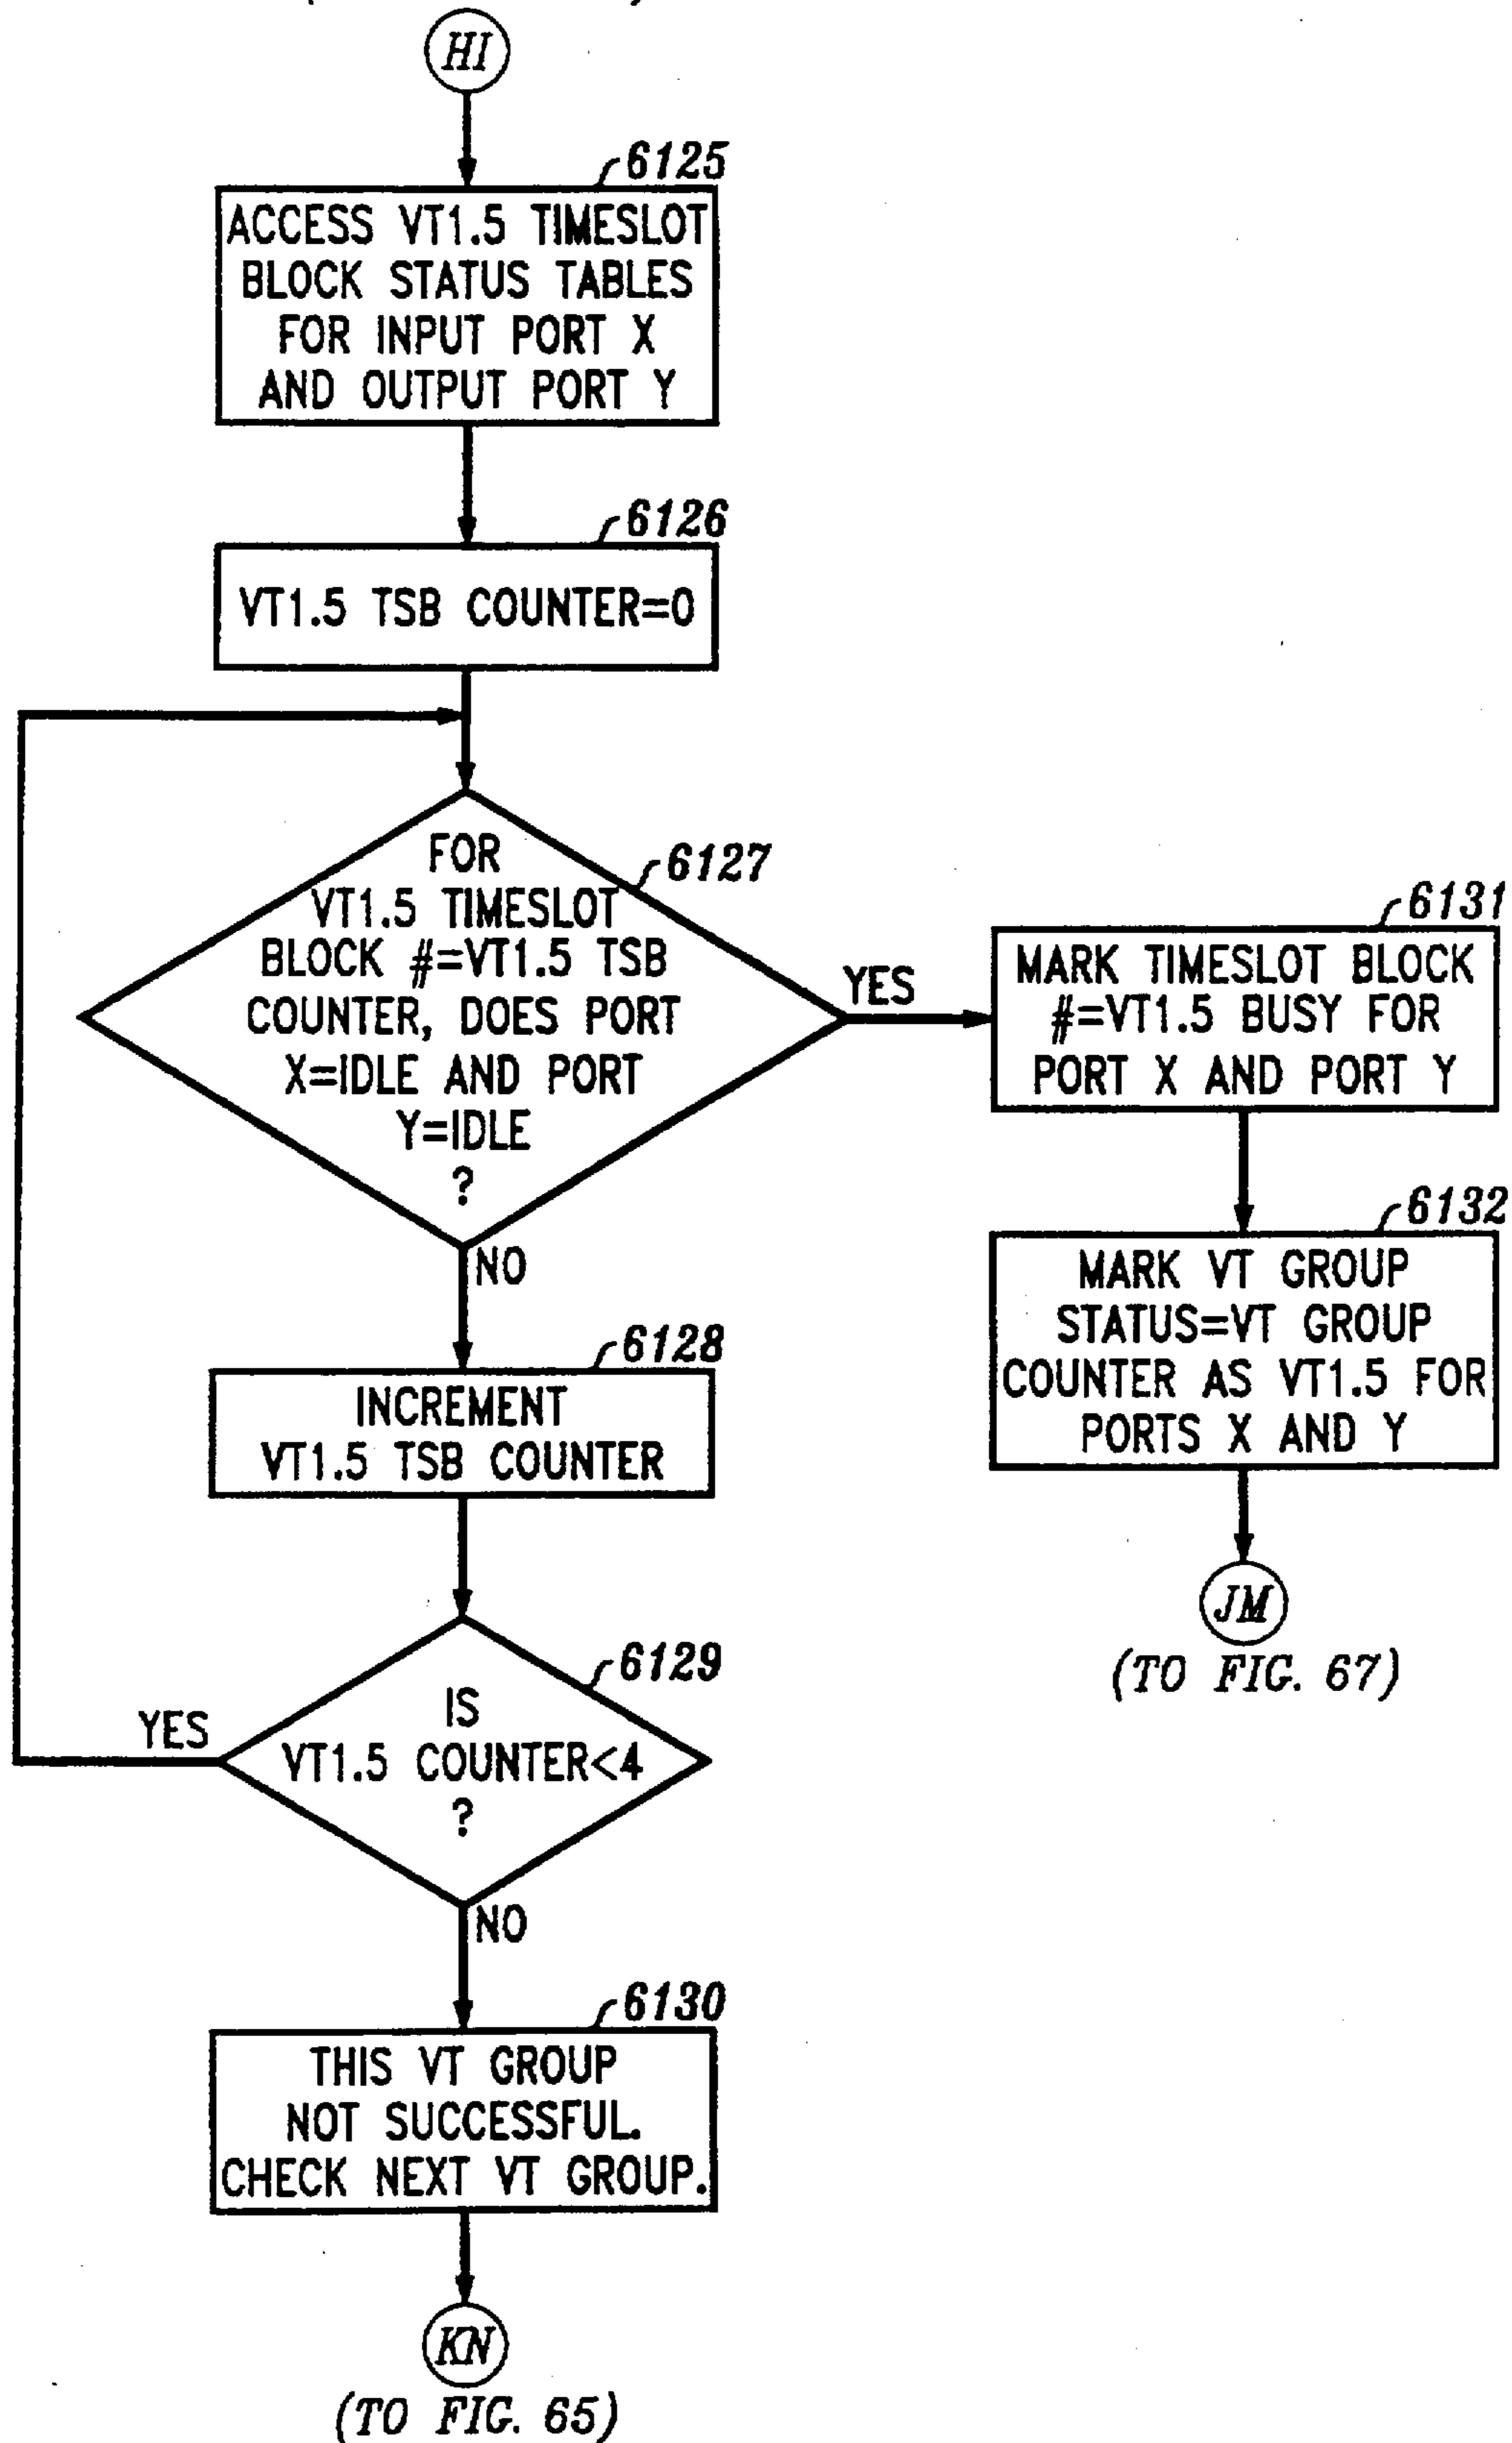 HI
6125
ACCESS VT1.5 TIMESLOT
BLOCK STATUS TABLES
FOR INPUT PORT X
AND OUTPUT PORT Y
6126
VT1.5 TSB COUNTER=0
6127
FOR
VT1.5 TIMESLOT
BLOCK #=VT1.5 TSB
COUNTER, DOES PORT
X=IDLE AND PORT
Y=IDLE
?
YES
NO
6131
MARK TIMESLOT BLOCK
#=VT1.5 BUSY FOR
PORT X AND PORT Y
6132
MARK VT GROUP
STATUS=VT GROUP
COUNTER AS VT1.5 FOR
PORTS X AND Y
JM
(TO FIG. 67)
6128
INCREMENT
VT1.5 TSB COUNTER
6129
IS
VT1.5 COUNTER<4
?
YES
NO
6130
THIS VT GROUP
NOT SUCCESSFUL.
CHECK NEXT VT GROUP.
KN
(TO FIG. 65)